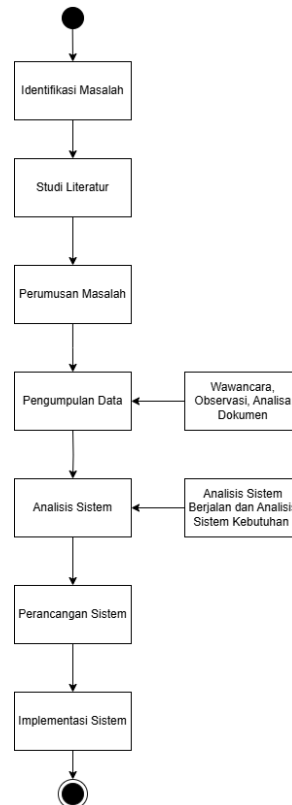 Identifikasi Masalah
Studi Literatur
Perumusan Masalah
Pengumpulan Data
Wawancara,
Observasi, Analisa
Dokumen
Analisis Sistem
Analisis Sistem
Berjalan dan Analisis
Sistem Kebutuhan
Perancangan Sistem
Implementasi Sistem